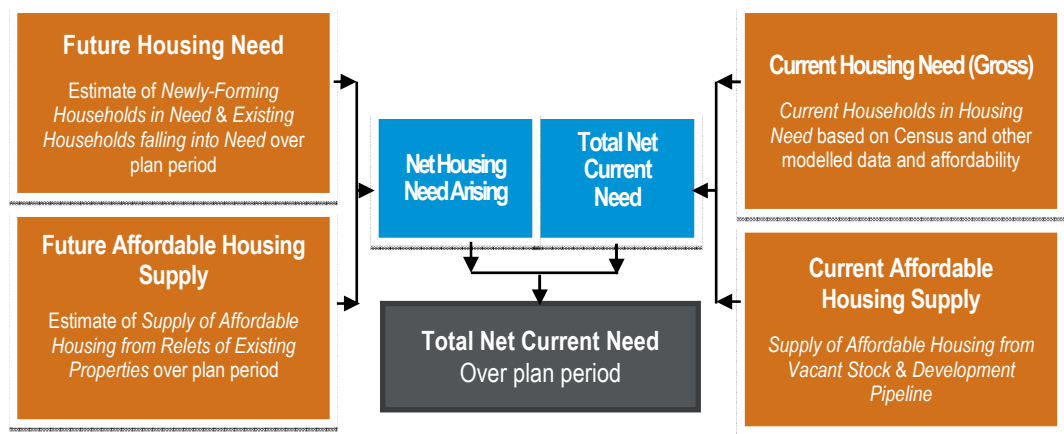 Future Housing Need
Estimate of Newly-Forming
Households in Need & Existing
Households falling into Need over
plan period
Future Affordable Housing
Supply
Estimate of Supply of Affordable
Housing from Relets of Existing
Properties over plan period
Net Housing
Need Arising
Total Net
Current
Need
Total Net Current Need
Over plan period
Current Housing Need (Gross)
Current Households in Housing
Need based on Census and other
modelled data and affordability
Current Affordable
Housing Supply
Supply of Affordable Housing from
Vacant Stock & Development
Pipeline